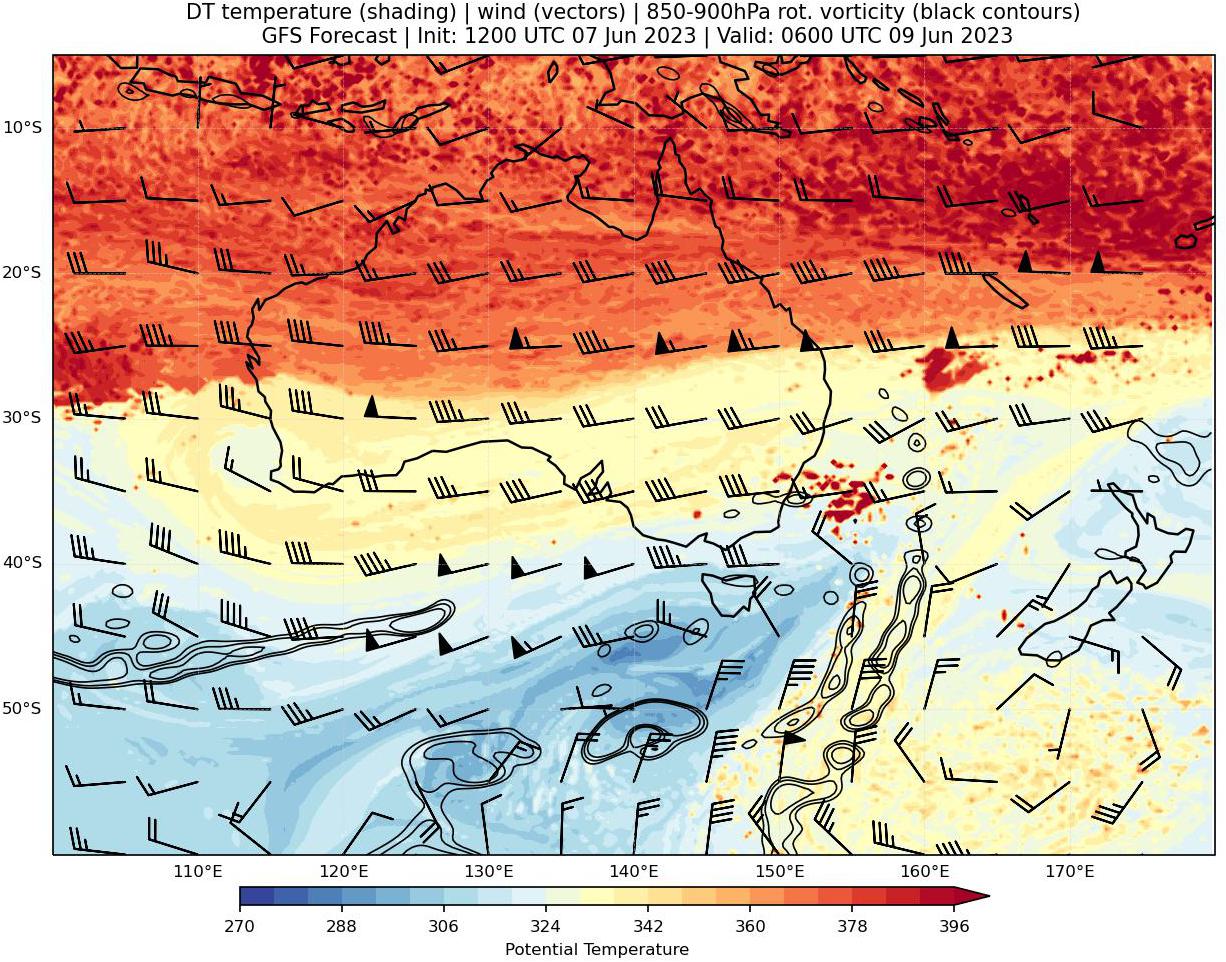 DT temperature (shading) | wind (vectors) | 850-900hPa rot. vorticity (black contours)
GFS Forecast | Init: 1200 UTC 07 Jun 2023 | Valid: 0600 UTC 09 Jun 2023
10°S
20°S
30°S
40°S
50°S
110°E 120°E 130°E 140°E 150°E 160°E 170°E
270 288 306 324 342 360 378 396
Potential Temperature